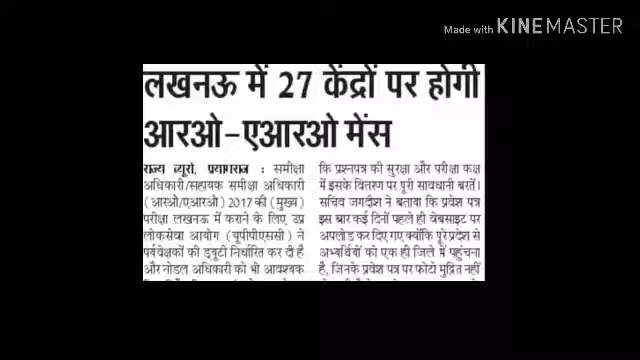 Made with KINEMASTER
लखनऊ में 27 केंद्रों पर होगी
आरओ-एआरओ मेंस
राज्य ब्यूरो, प्रयागराज : समीक्षा
अधिकारी/सहायक समीक्षा अधिकारी
(आरओ/एआरओ) 2017 की (मुख्य)
परीक्षा लखनऊ में कराने के लिए उप्र
लोकसेवा आयोग (यूपीपीएससी) ने
पर्यवेक्षकों की ड्यूटी निर्धारित कर दी है
और नोडल अधिकारी को भी आवश्यक
कि प्रश्नपत्र की सुरक्षा और परीक्षा कक्ष
में इसके वितरण पर पूरी सावधानी बरतें।
सचिव जगदीश ने बताया कि प्रवेश पत्र
इस बार कई दिनों पहले ही वेबसाइट पर
अपलोड कर दिए गए क्योंकि पूरे प्रदेश से
अभ्यर्थियों को एक ही जिले में पहुंचना
है, जिनके प्रवेश पत्र पर फोटो मुद्रित नहीं